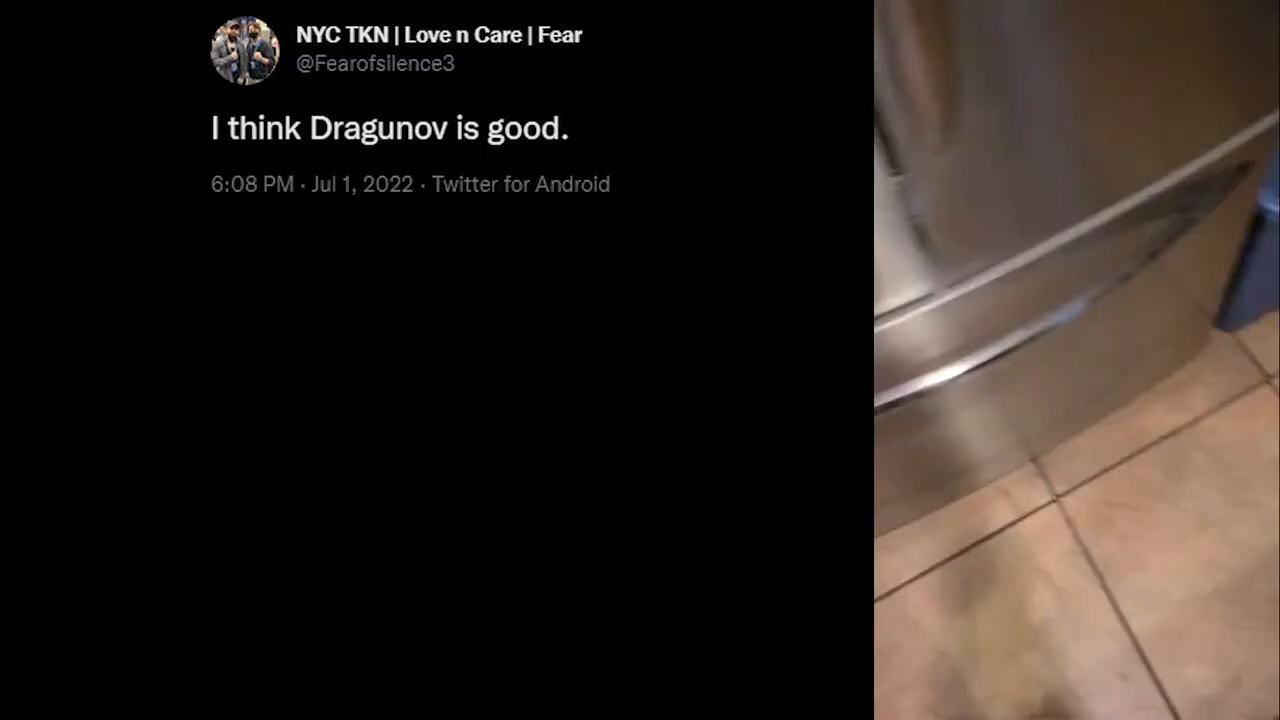 NYC TKN | Love n Care | Fear
@Fearofsilence3
I think Dragunov is good.
6:08 PM · Jul 1, 2022 · Twitter for Android